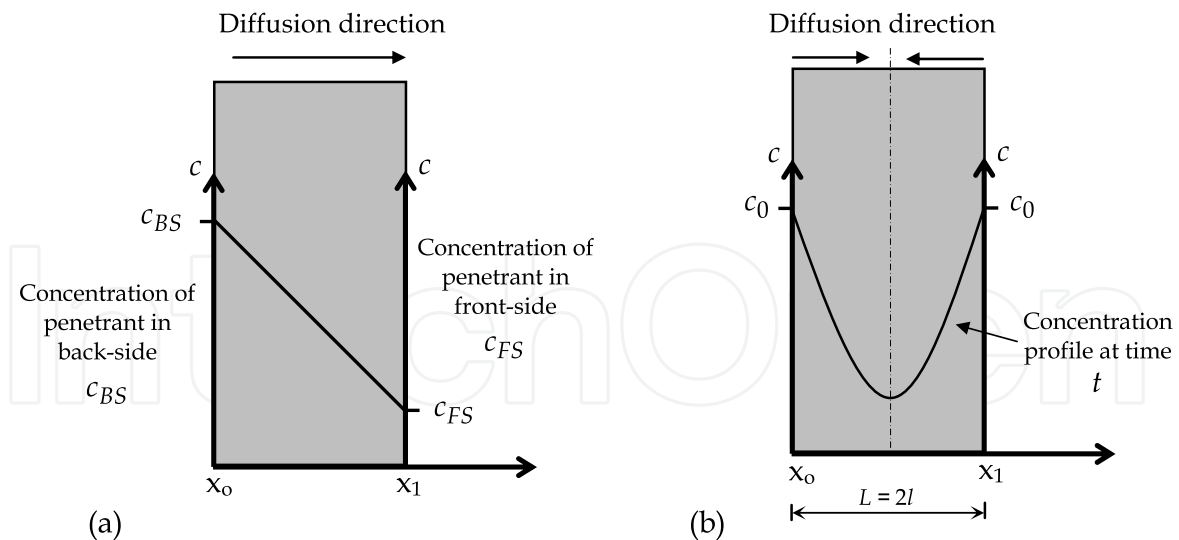 Diffusion direction
c
c
c_BS
Concentration of
penetrant in
front-side
c_FS
Concentration of
penetrant in
back-side
c_BS
c_FS
x_o
x_1
(a)
Diffusion direction
c
c
c_0
c_0
Concentration
profile at time
t
x_o
x_1
L = 2l
(b)
IntechOpen